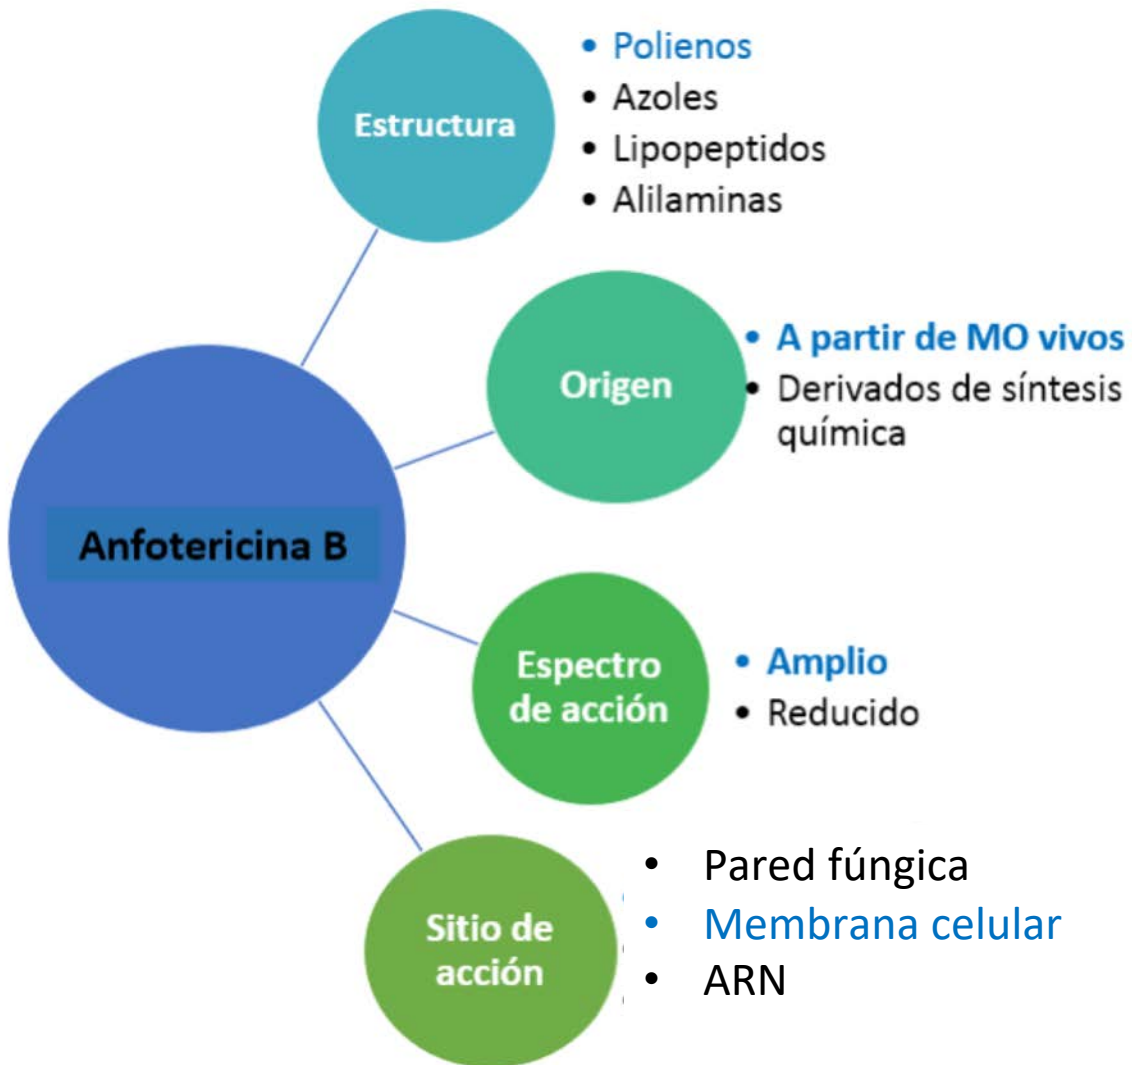 Estructura
• Polienos
• Azoles
• Lipopeptidos
• Alilaminas
Origen
• A partir de MO vivos
• Derivados de síntesis
química
Anfotericina B
Espectro
de acción
• Amplio
• Reducido
Sitio de
acción
• Pared fúngica
• Membrana celular
• ARN